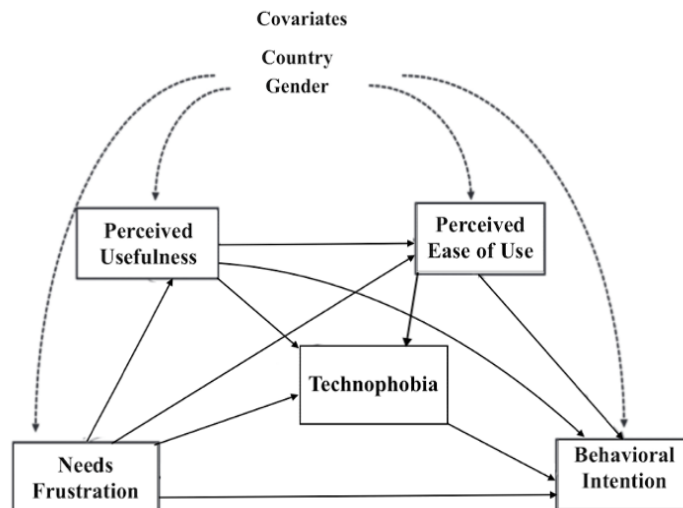 Covariates
Country
Gender
Perceived
Usefulness
Perceived
Ease of Use
Technophobia
Needs
Frustration
Behavioral
Intention